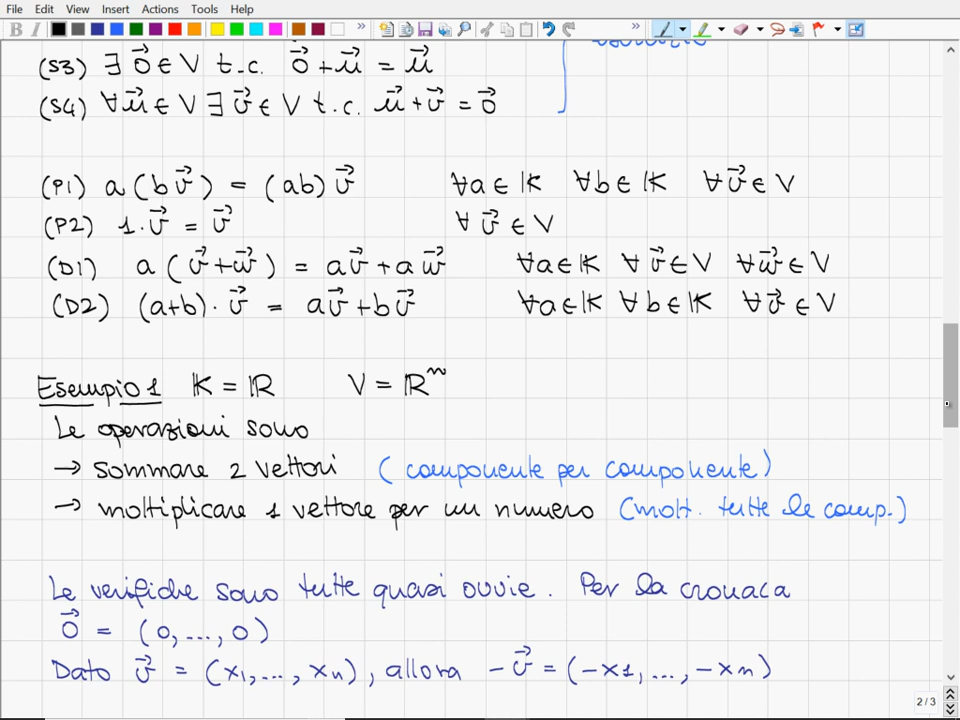 File Edit View Insert Actions Tools Help
(S3) ∃ 0⃗ ∈ V t.c. 0⃗ + u⃗ = u⃗
(S4) ∀ u⃗ ∈ V ∃ v⃗ ∈ V t.c. u⃗ + v⃗ = 0⃗
(P1) a (b v⃗) = (ab) v⃗ ∀a ∈ K ∀b ∈ K ∀ v⃗ ∈ V
(P2) 1 · v⃗ = v⃗ ∀ v⃗ ∈ V
(D1) a (v⃗ + w⃗) = a v⃗ + a w⃗ ∀a ∈ K ∀ v⃗ ∈ V ∀ w⃗ ∈ V
(D2) (a+b) · v⃗ = a v⃗ + b v⃗ ∀a ∈ K ∀b ∈ K ∀ v⃗ ∈ V
Esempio 1 K = ℝ V = ℝⁿ
Le operazioni sono
→ sommare 2 vettori (componente per componente)
→ moltiplicare 1 vettore per un numero (molt. tutte le comp.)
Le verifiche sono tutte quasi ovvie. Per la cronaca
0⃗ = (0, ..., 0)
Dato v⃗ = (x₁, ..., xₙ), allora - v⃗ = (-x₁, ..., -xₙ)
2 / 3